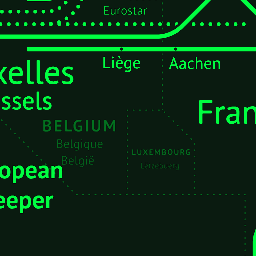 Eurostar
xelles
Liège
Aachen
ssels
Fran
BELGIUM
Belgique
België
LUXEMBOURG
opean
eeper